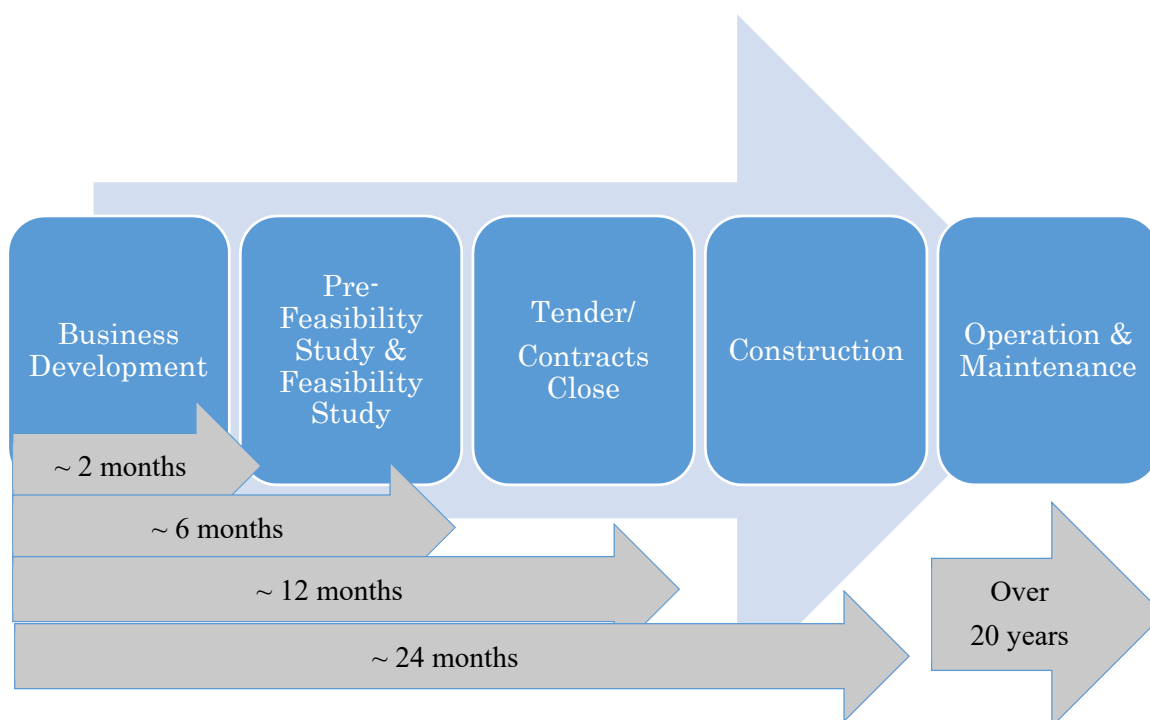 Business
Development
Pre-
Feasibility
Study &
Feasibility
Study
Tender/
Contracts
Close
Construction
Operation &
Maintenance
~ 2 months
~ 6 months
~ 12 months
~ 24 months
Over
20 years